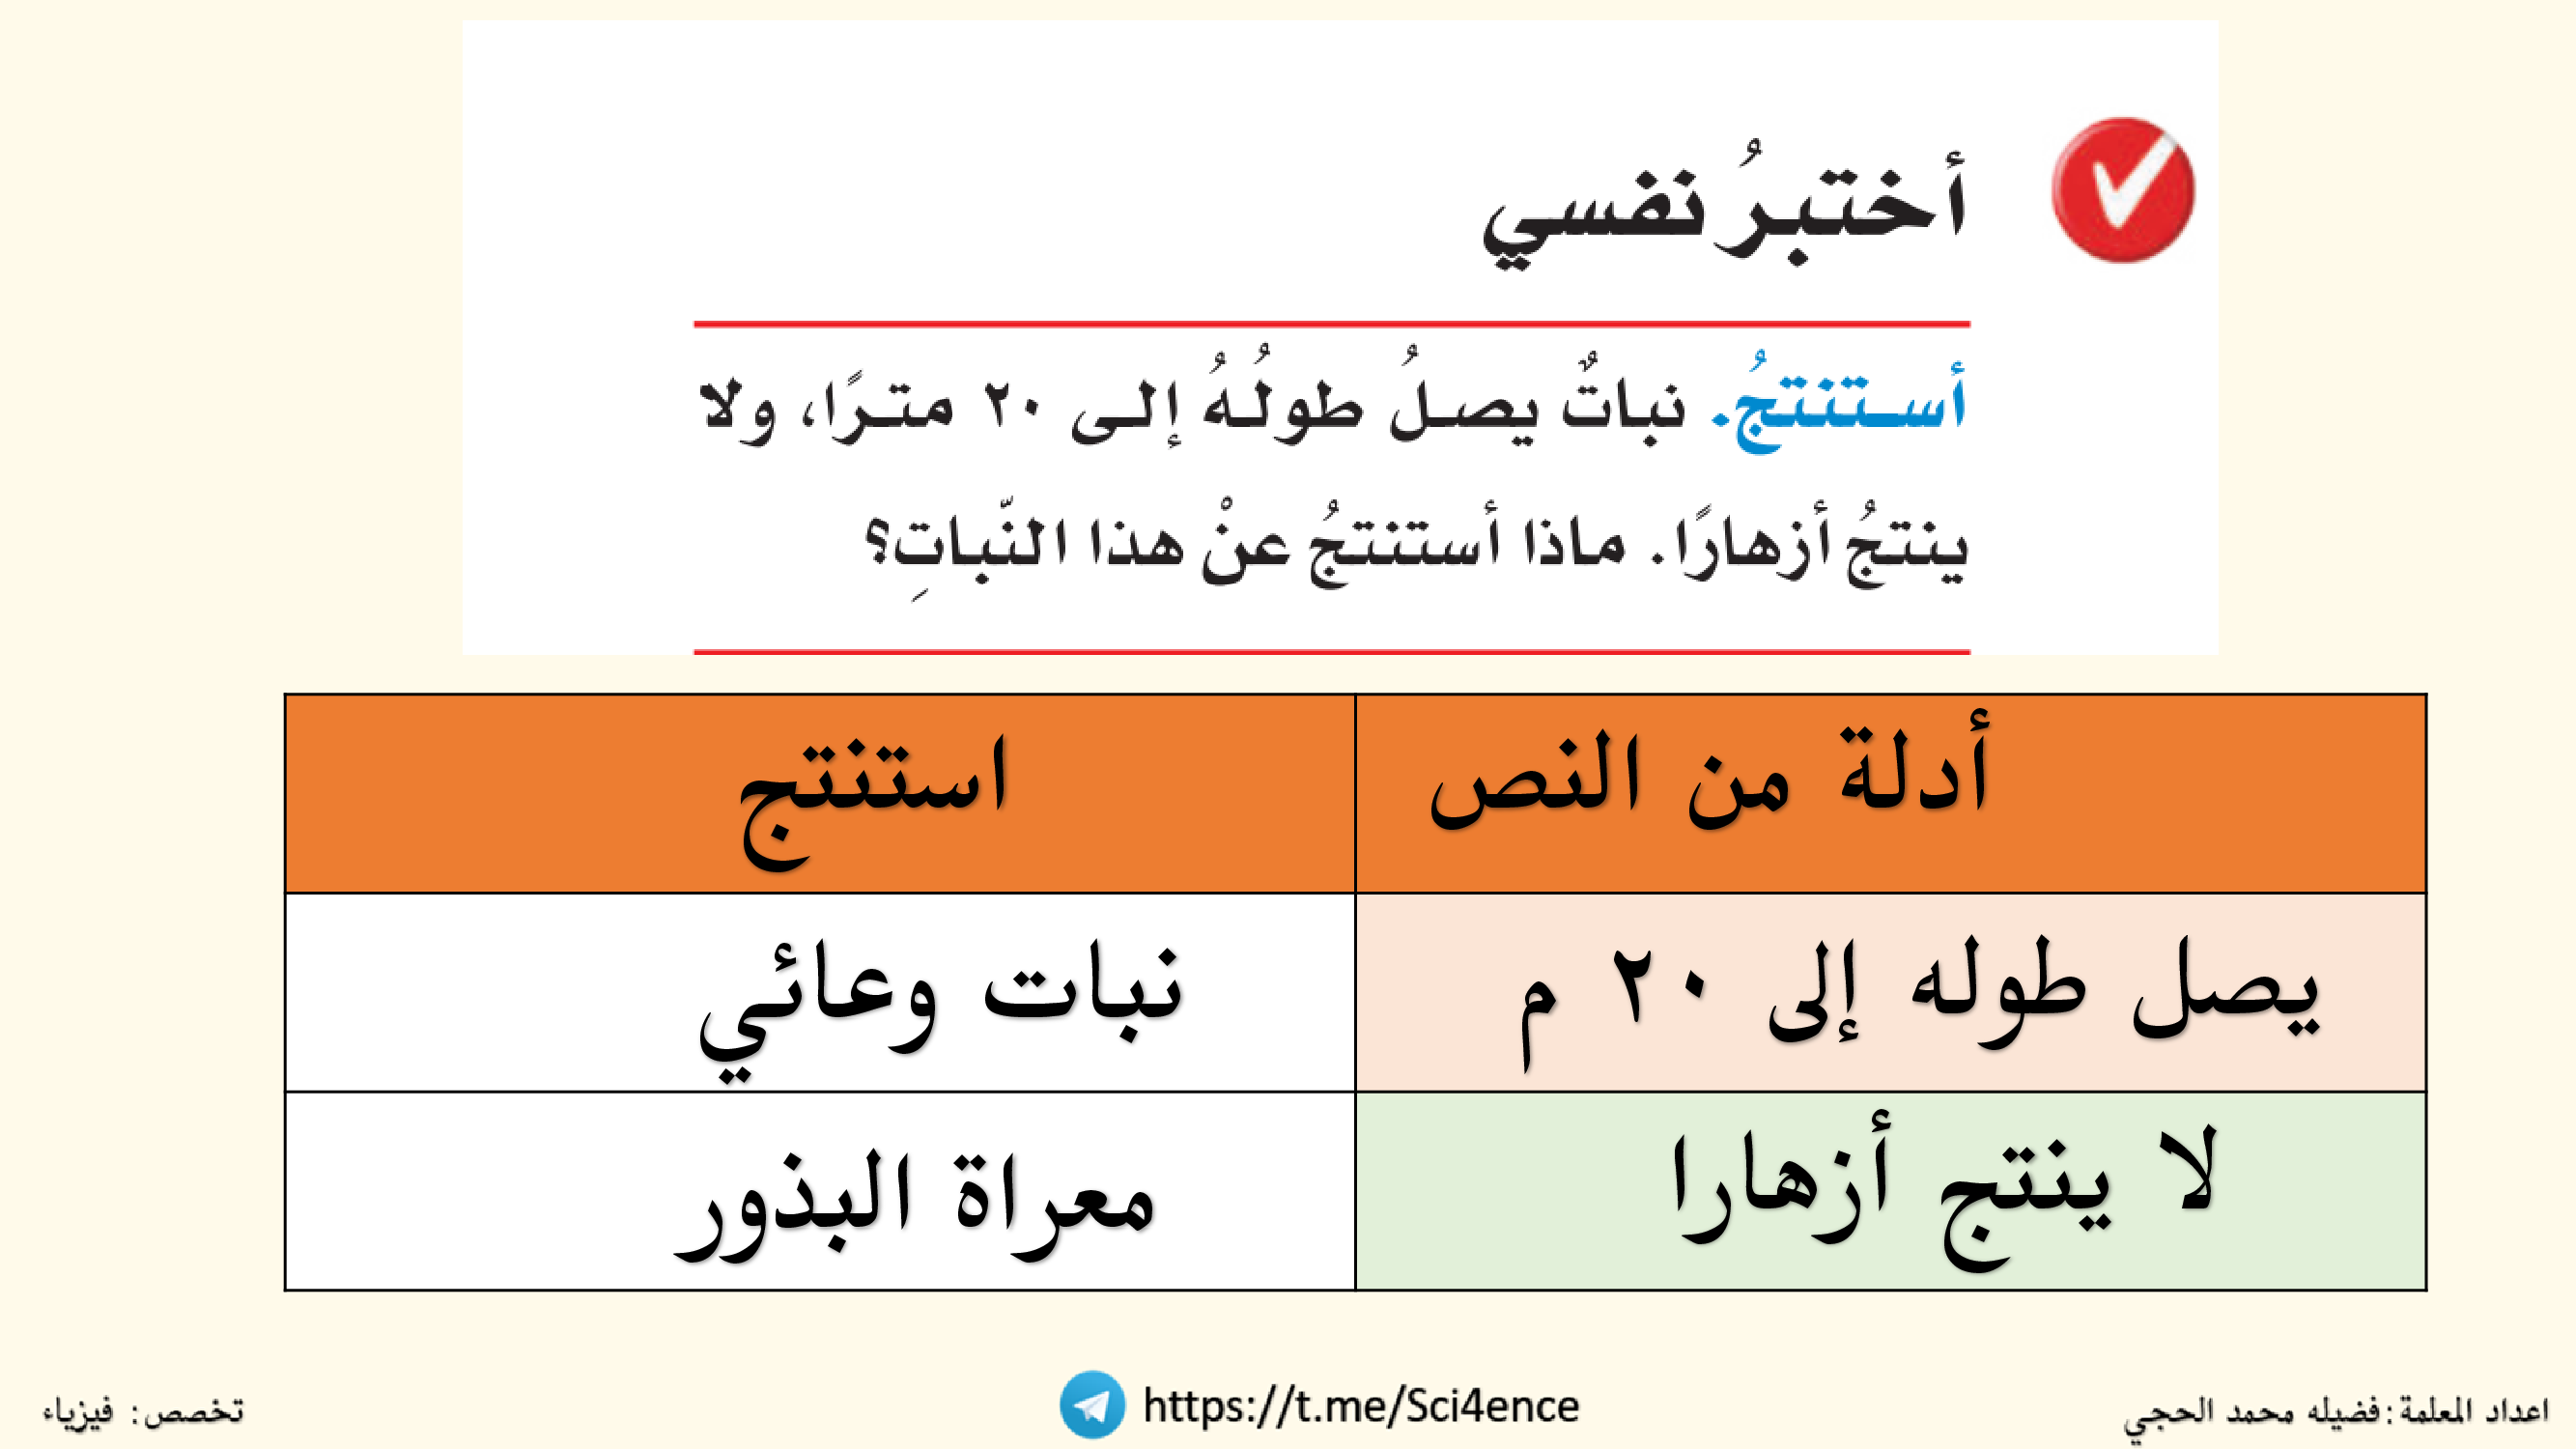 أختبرُ نفسي
أستنتجُ. نباتٌ يصلُ طولُهُ إلى ٢٠ مترًا، ولا
ينتجُ أزهارًا. ماذا أستنتجُ عنْ هذا النّباتِ؟
أدلة من النص
استنتج
يصل طوله إلى ٢٠ م
نبات وعائي
لا ينتج أزهارا
معراة البذور
اعداد المعلمة:فضيله محمد الحجي
https://t.me/Sci4ence
تخصص: فيزياء